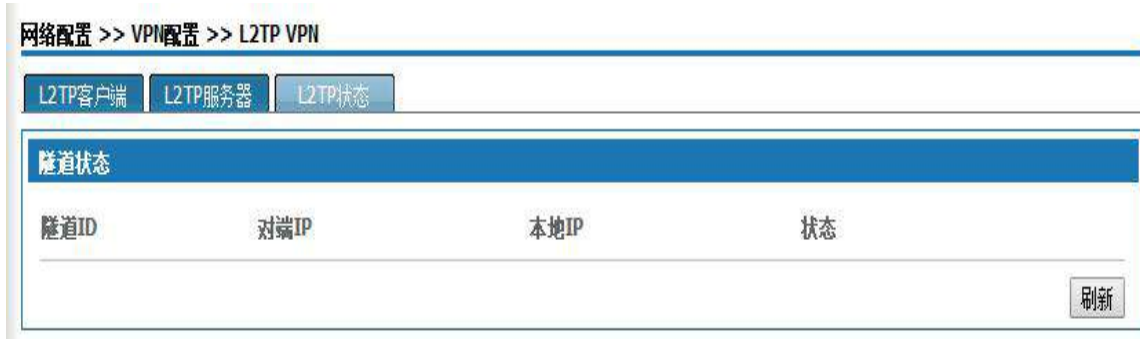 网络配置 >> VPN配置 >> L2TP VPN
L2TP客户端 L2TP服务器 L2TP状态
隧道状态
隧道ID 对端IP 本地IP 状态
刷新